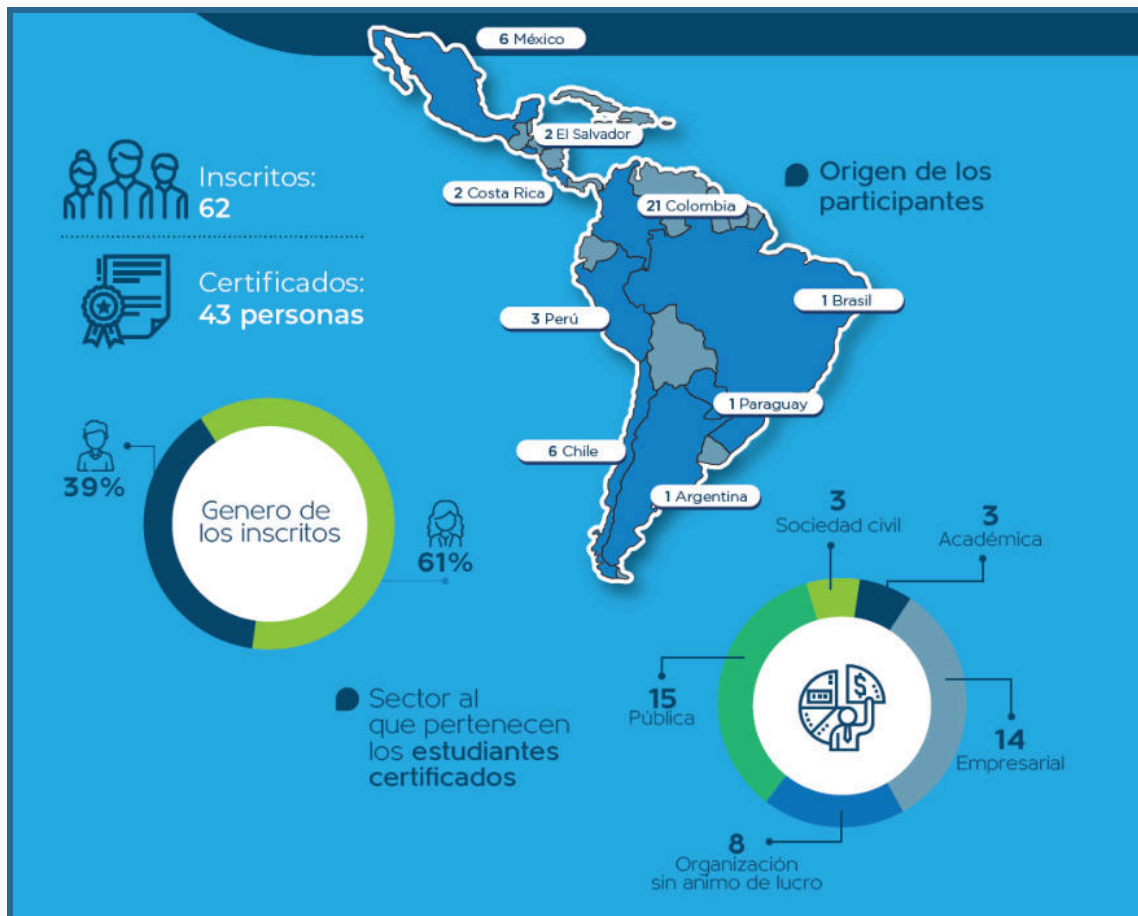 6 México
2 El Salvador
2 Costa Rica
21 Colombia
Origen de los
participantes
Inscritos:
62
Certificados:
43 personas
1 Brasil
3 Perú
1 Paraguay
6 Chile
1 Argentina
39%
Genero de
los inscritos
61%
Sector al
que pertenecen
los estudiantes
certificados
3
Sociedad civil
3
Académica
15
Pública
14
Empresarial
8
Organización
sin animo de lucro
$